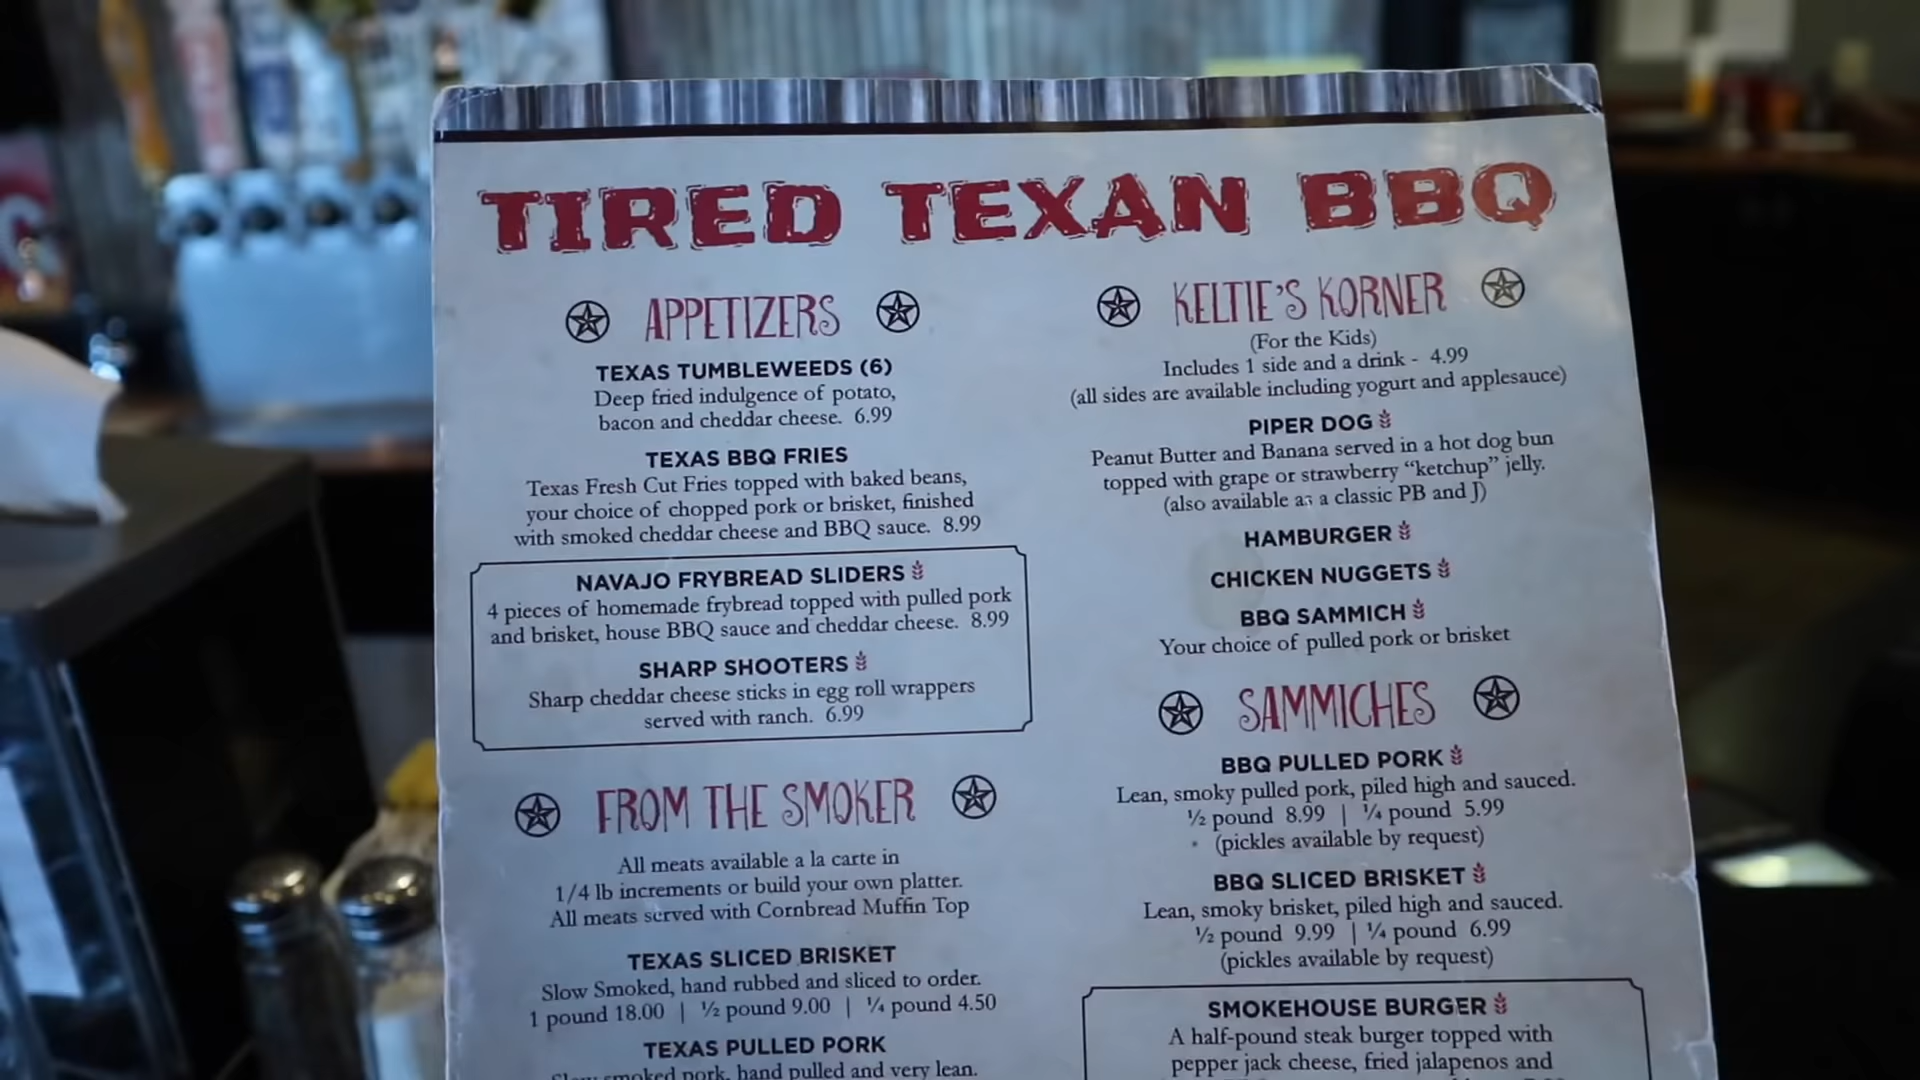 TIRED TEXAN BBQ
APPETIZERS
TEXAS TUMBLEWEEDS (6)
Deep fried indulgence of potato,
bacon and cheddar cheese. 6.99
TEXAS BBQ FRIES
Texas Fresh Cut Fries topped with baked beans,
your choice of chopped pork or brisket, finished
with smoked cheddar cheese and BBQ sauce. 8.99
NAVAJO FRYBREAD SLIDERS
4 pieces of homemade frybread topped with pulled pork
and brisket, house BBQ sauce and cheddar cheese. 8.99
SHARP SHOOTERS
Sharp cheddar cheese sticks in egg roll wrappers
served with ranch. 6.99
FROM THE SMOKER
All meats available a la carte in
1/4 lb increments or build your own platter.
All meats served with Cornbread Muffin Top
TEXAS SLICED BRISKET
Slow Smoked, hand rubbed and sliced to order.
1 pound 18.00 | ½ pound 9.00 | ¼ pound 4.50
TEXAS PULLED PORK
Slow smoked pork, hand pulled and very lean.
KELTIE'S KORNER
(For the Kids)
Includes 1 side and a drink - 4.99
(all sides are available including yogurt and applesauce)
PIPER DOG
Peanut Butter and Banana served in a hot dog bun
topped with grape or strawberry “ketchup” jelly.
(also available as a classic PB and J)
HAMBURGER
CHICKEN NUGGETS
BBQ SAMMICH
Your choice of pulled pork or brisket
SAMMICHES
BBQ PULLED PORK
Lean, smoky pulled pork, piled high and sauced.
½ pound 8.99 | ¼ pound 5.99
(pickles available by request)
BBQ SLICED BRISKET
Lean, smoky brisket, piled high and sauced.
½ pound 9.99 | ¼ pound 6.99
(pickles available by request)
SMOKEHOUSE BURGER
A half-pound steak burger topped with
pepper jack cheese, fried jalapenos and